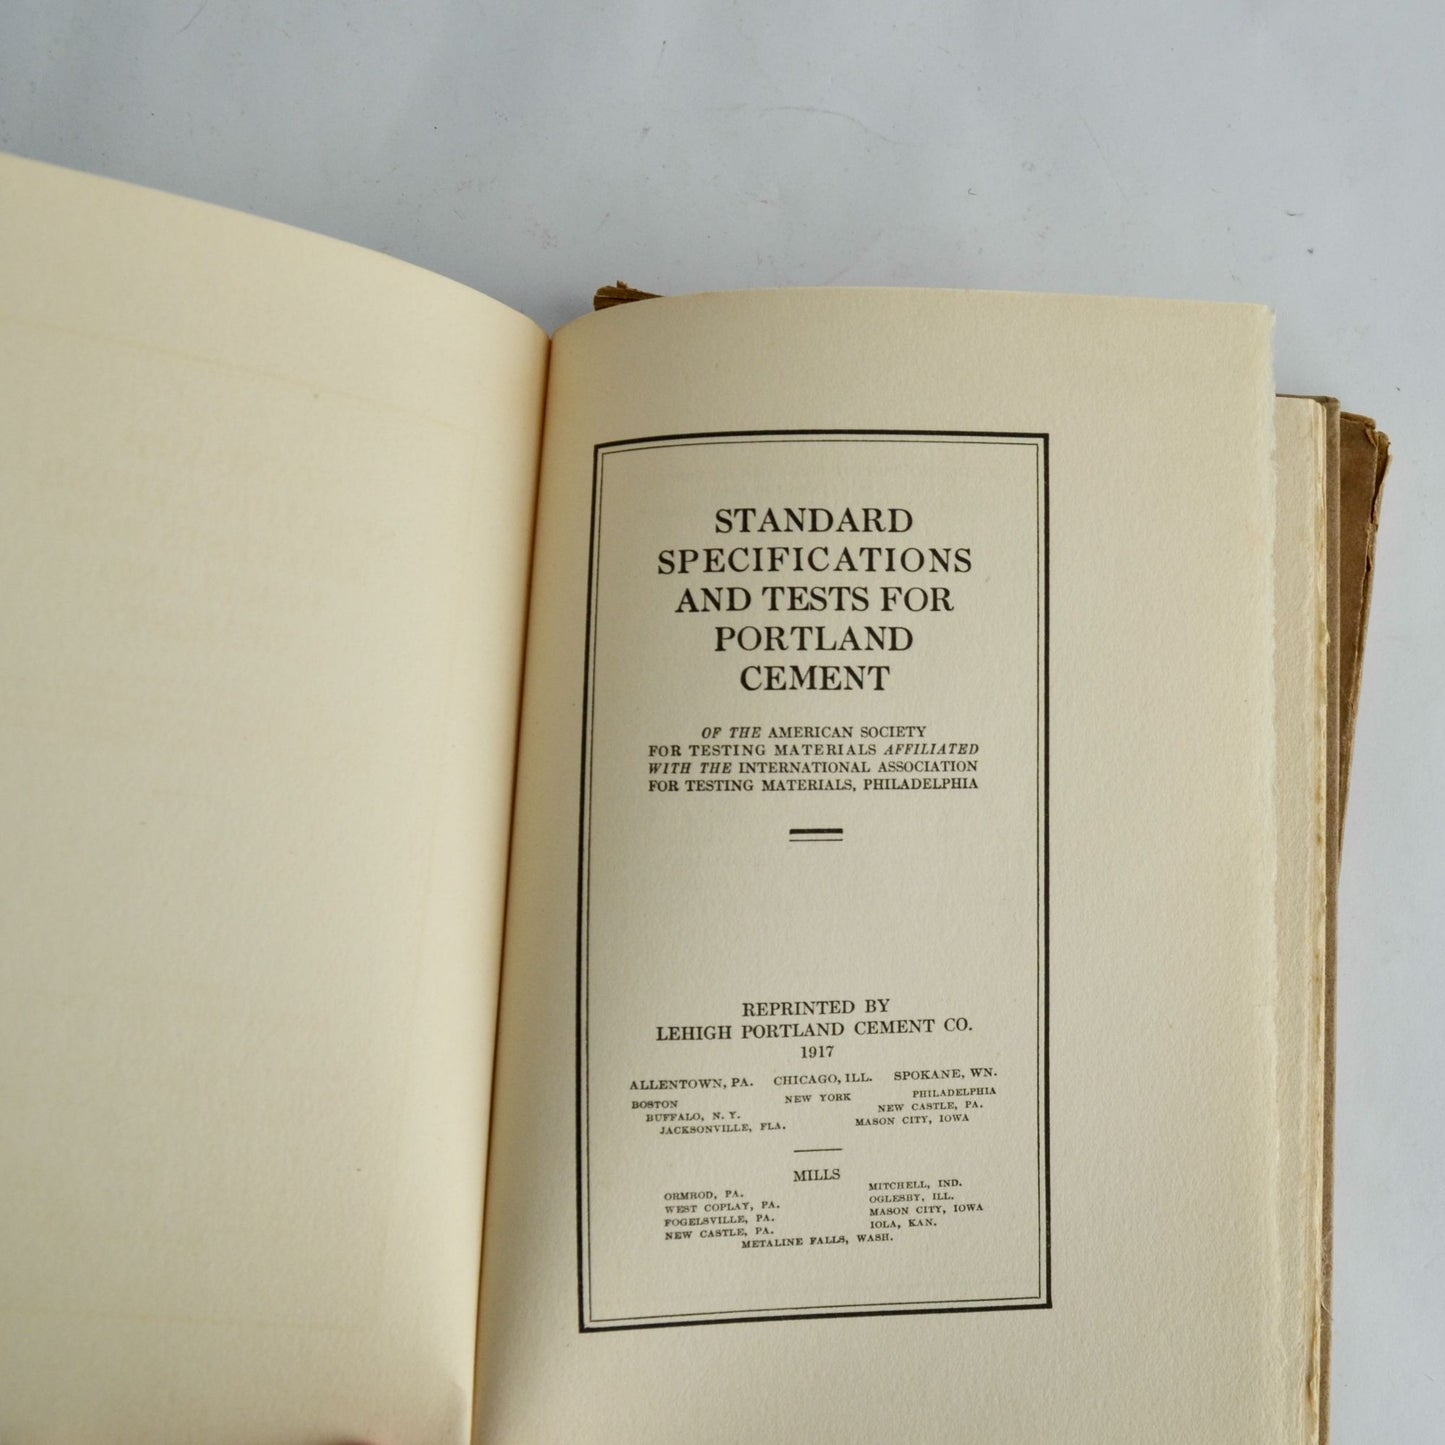 STANDARD
SPECIFICATIONS
AND TESTS FOR
PORTLAND
CEMENT
OF THE AMERICAN SOCIETY
FOR TESTING MATERIALS AFFILIATED
WITH THE INTERNATIONAL ASSOCIATION
FOR TESTING MATERIALS, PHILADELPHIA
REPRINTED BY
LEHIGH PORTLAND CEMENT CO.
1917
ALLENTOWN, PA. CHICAGO, ILL. SPOKANE, WN.
BOSTON NEW YORK PHILADELPHIA
BUFFALO, N. Y. NEW CASTLE, PA.
JACKSONVILLE, FLA. MASON CITY, IOWA
MILLS
ORMROD, PA. MITCHELL, IND.
WEST COPLAY, PA. OGLESBY, ILL.
FOGELSVILLE, PA. MASON CITY, IOWA
NEW CASTLE, PA. IOLA, KAN.
METALINE FALLS, WASH.